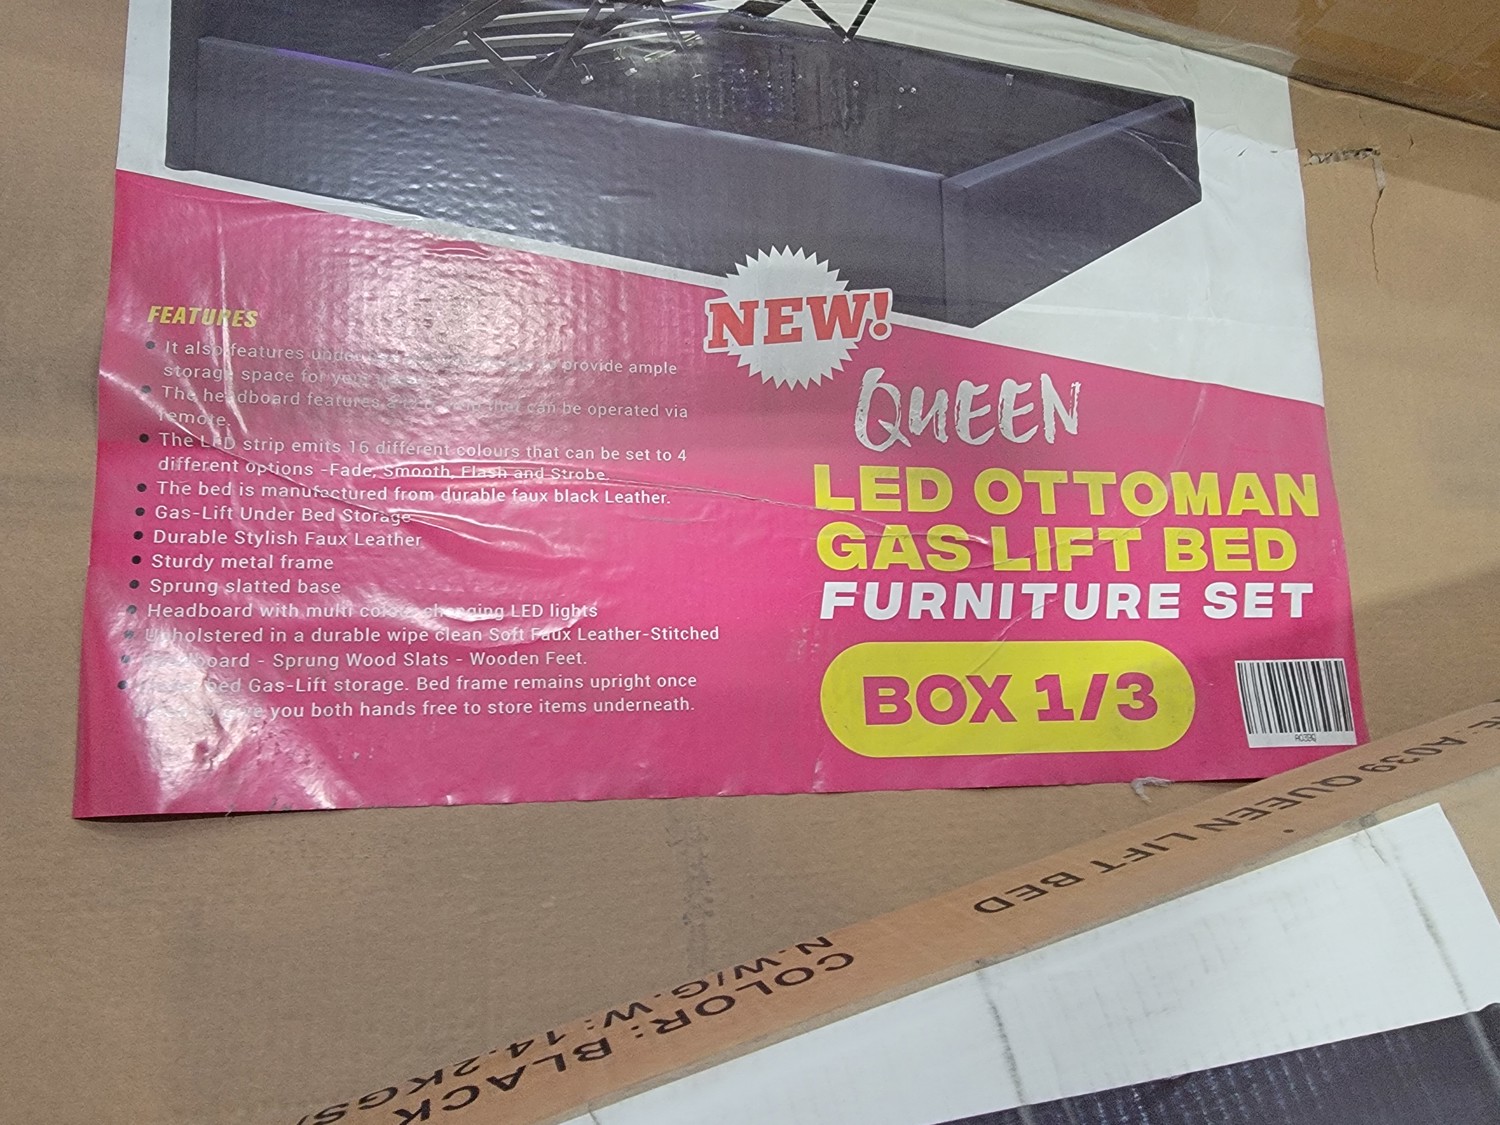 NEW!
FEATURES
It also features under provide ample
storage space for your
The headboard features that can be operated via
remote.
The LED strip emits 16 different colours that can be set to 4
different options -Fade, Smooth, Flash and Strobe.
The bed is manufactured from durable faux black Leather.
Gas-Lift Under Bed Storage
Durable Stylish Faux Leather
Sturdy metal frame
Sprung slatted base
Headboard with multi colour changing LED lights
Upholstered in a durable wipe clean Soft Faux Leather-Stitched
Headboard - Sprung Wood Slats - Wooden Feet.
bed Gas-Lift storage. Bed frame remains upright once
you both hands free to store items underneath.
QUEEN
LED OTTOMAN
GAS LIFT BED
FURNITURE SET
BOX 1/3
A039 QUEEN LIFT BED
COLOR: BLACK
N.W/G.W: 14.2KGS/